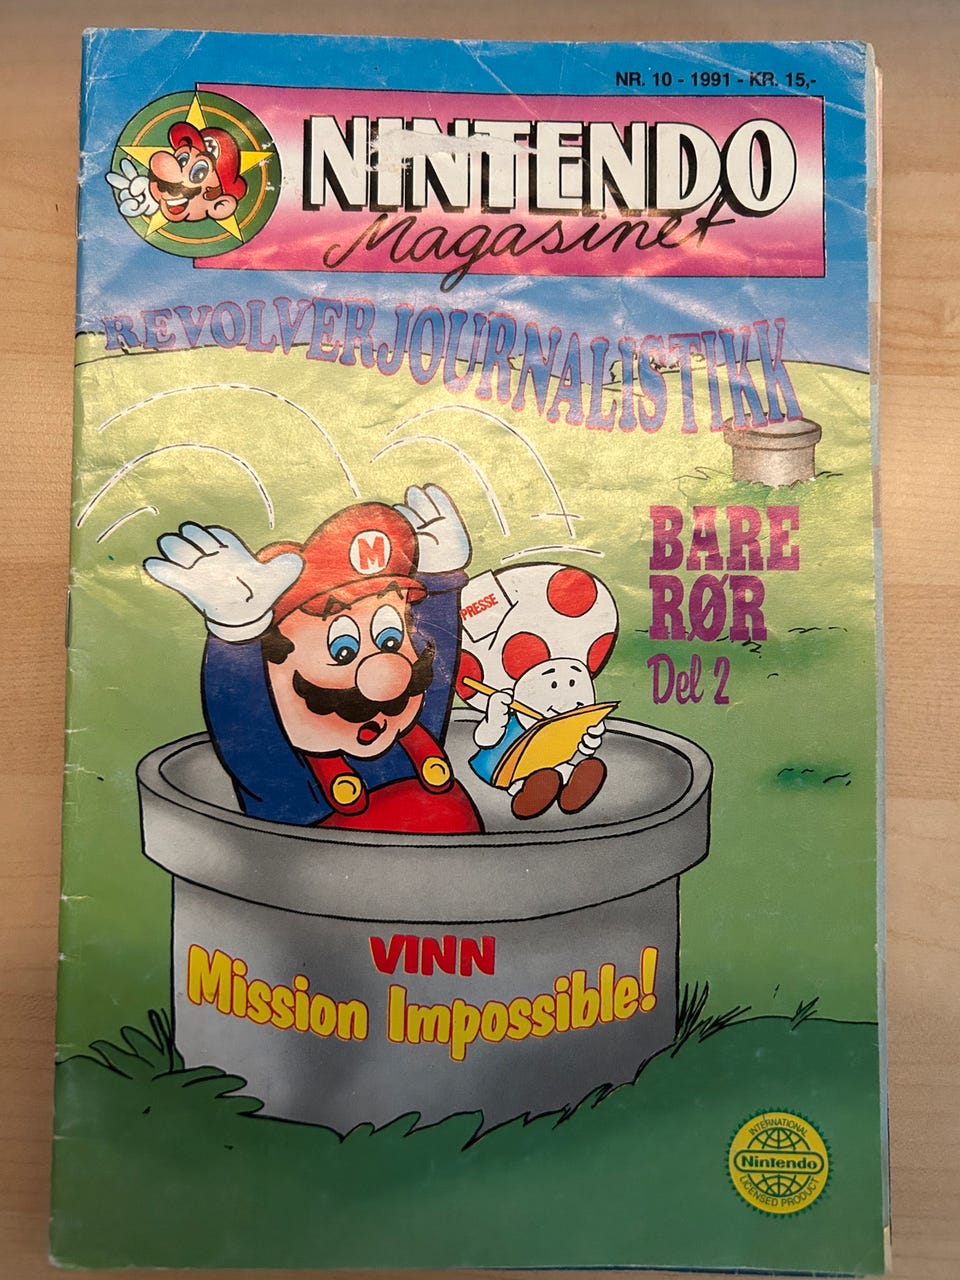 NR. 10 - 1991 - KR. 15,-
NINTENDO
Magasinet
REVOLVERJOURNALISTIKK
BARE
RØR
Del 2
M
PRESSE
VINN
Mission Impossible!
INTERNATIONAL
Nintendo
LICENSED PRODUCT